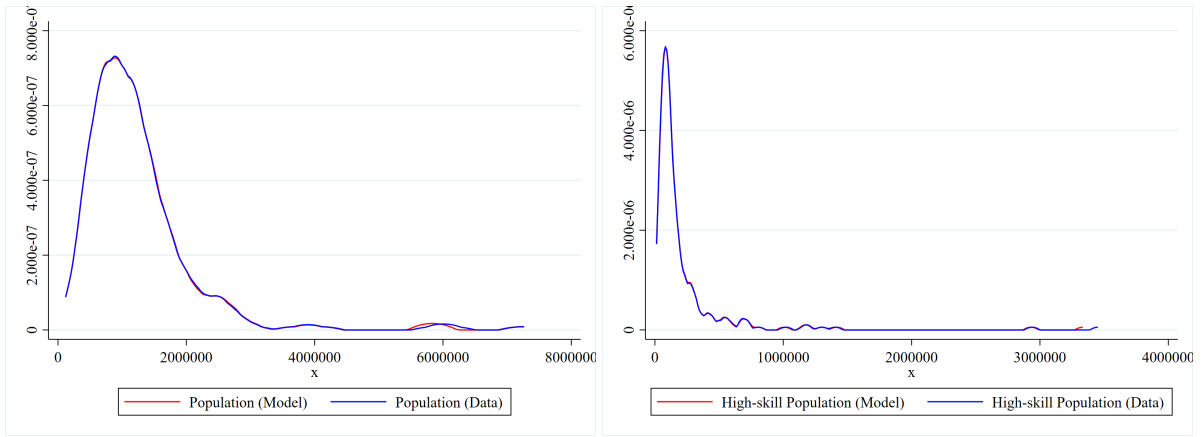 8.000e-0
6.000e-07
4.000e-07
2.000e-07
0
0 2000000 4000000 6000000 8000000
x
Population (Model) Population (Data)
6.000e-0
4.000e-06
2.000e-06
0
0 1000000 2000000 3000000 4000000
x
High-skill Population (Model) High-skill Population (Data)